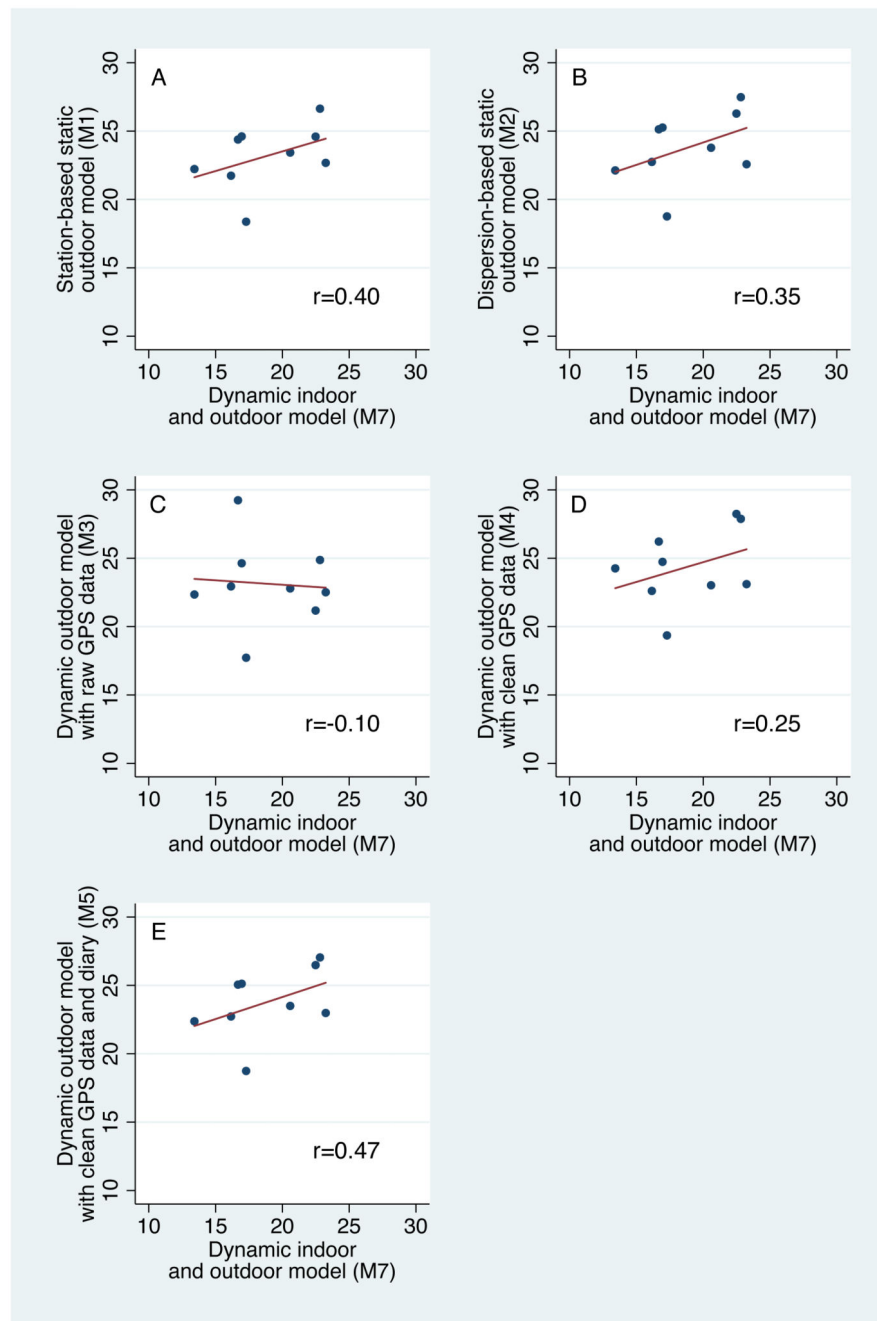 A
Station-based static
outdoor model (M1)
30
25
20
15
10
r=0.40
10 15 20 25 30
Dynamic indoor
and outdoor model (M7)
B
Dispersion-based static
outdoor model (M2)
30
25
20
15
10
r=0.35
10 15 20 25 30
Dynamic indoor
and outdoor model (M7)
C
Dynamic outdoor model
with raw GPS data (M3)
30
25
20
15
10
r=-0.10
10 15 20 25 30
Dynamic indoor
and outdoor model (M7)
D
Dynamic outdoor model
with clean GPS data (M4)
30
25
20
15
10
r=0.25
10 15 20 25 30
Dynamic indoor
and outdoor model (M7)
E
Dynamic outdoor model
with clean GPS data and diary (M5)
30
25
20
15
10
r=0.47
10 15 20 25 30
Dynamic indoor
and outdoor model (M7)